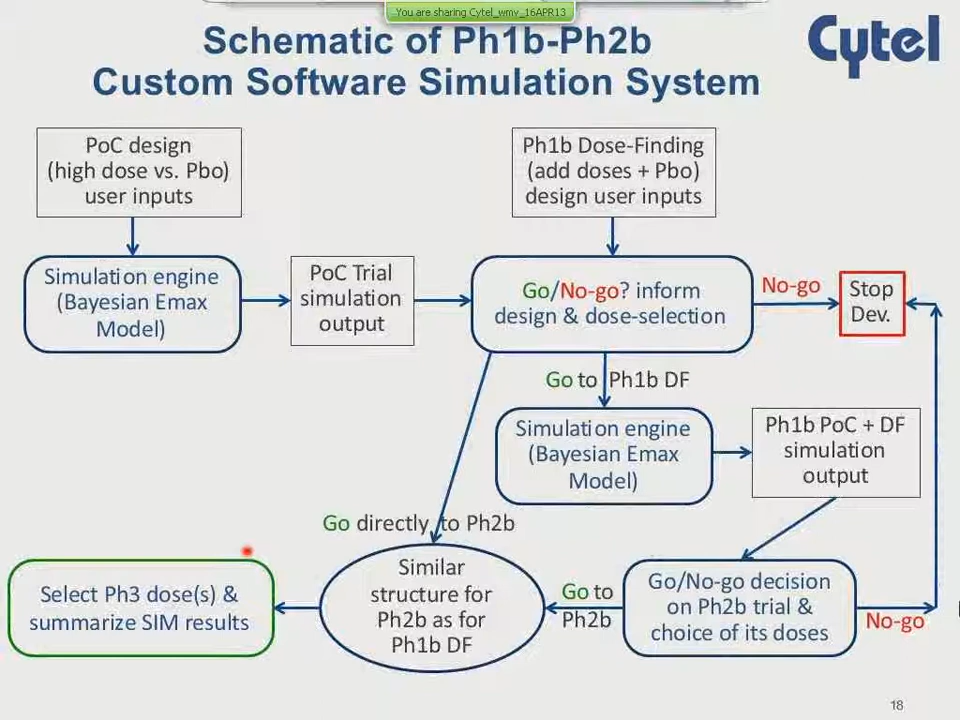 You are sharing Cytel_wmv_16APR13
Schematic of Ph1b-Ph2b
Custom Software Simulation System
Cytel
PoC design
(high dose vs. Pbo)
user inputs
Ph1b Dose-Finding
(add doses + Pbo)
design user inputs
Simulation engine
(Bayesian Emax
Model)
PoC Trial
simulation
output
Go/No-go? inform
design & dose-selection
No-go
Stop
Dev.
Go to Ph1b DF
Simulation engine
(Bayesian Emax
Model)
Ph1b PoC + DF
simulation
output
Go directly to Ph2b
Select Ph3 dose(s) &
summarize SIM results
Similar
structure for
Ph2b as for
Ph1b DF
Go to
Ph2b
Go/No-go decision
on Ph2b trial &
choice of its doses
No-go
18